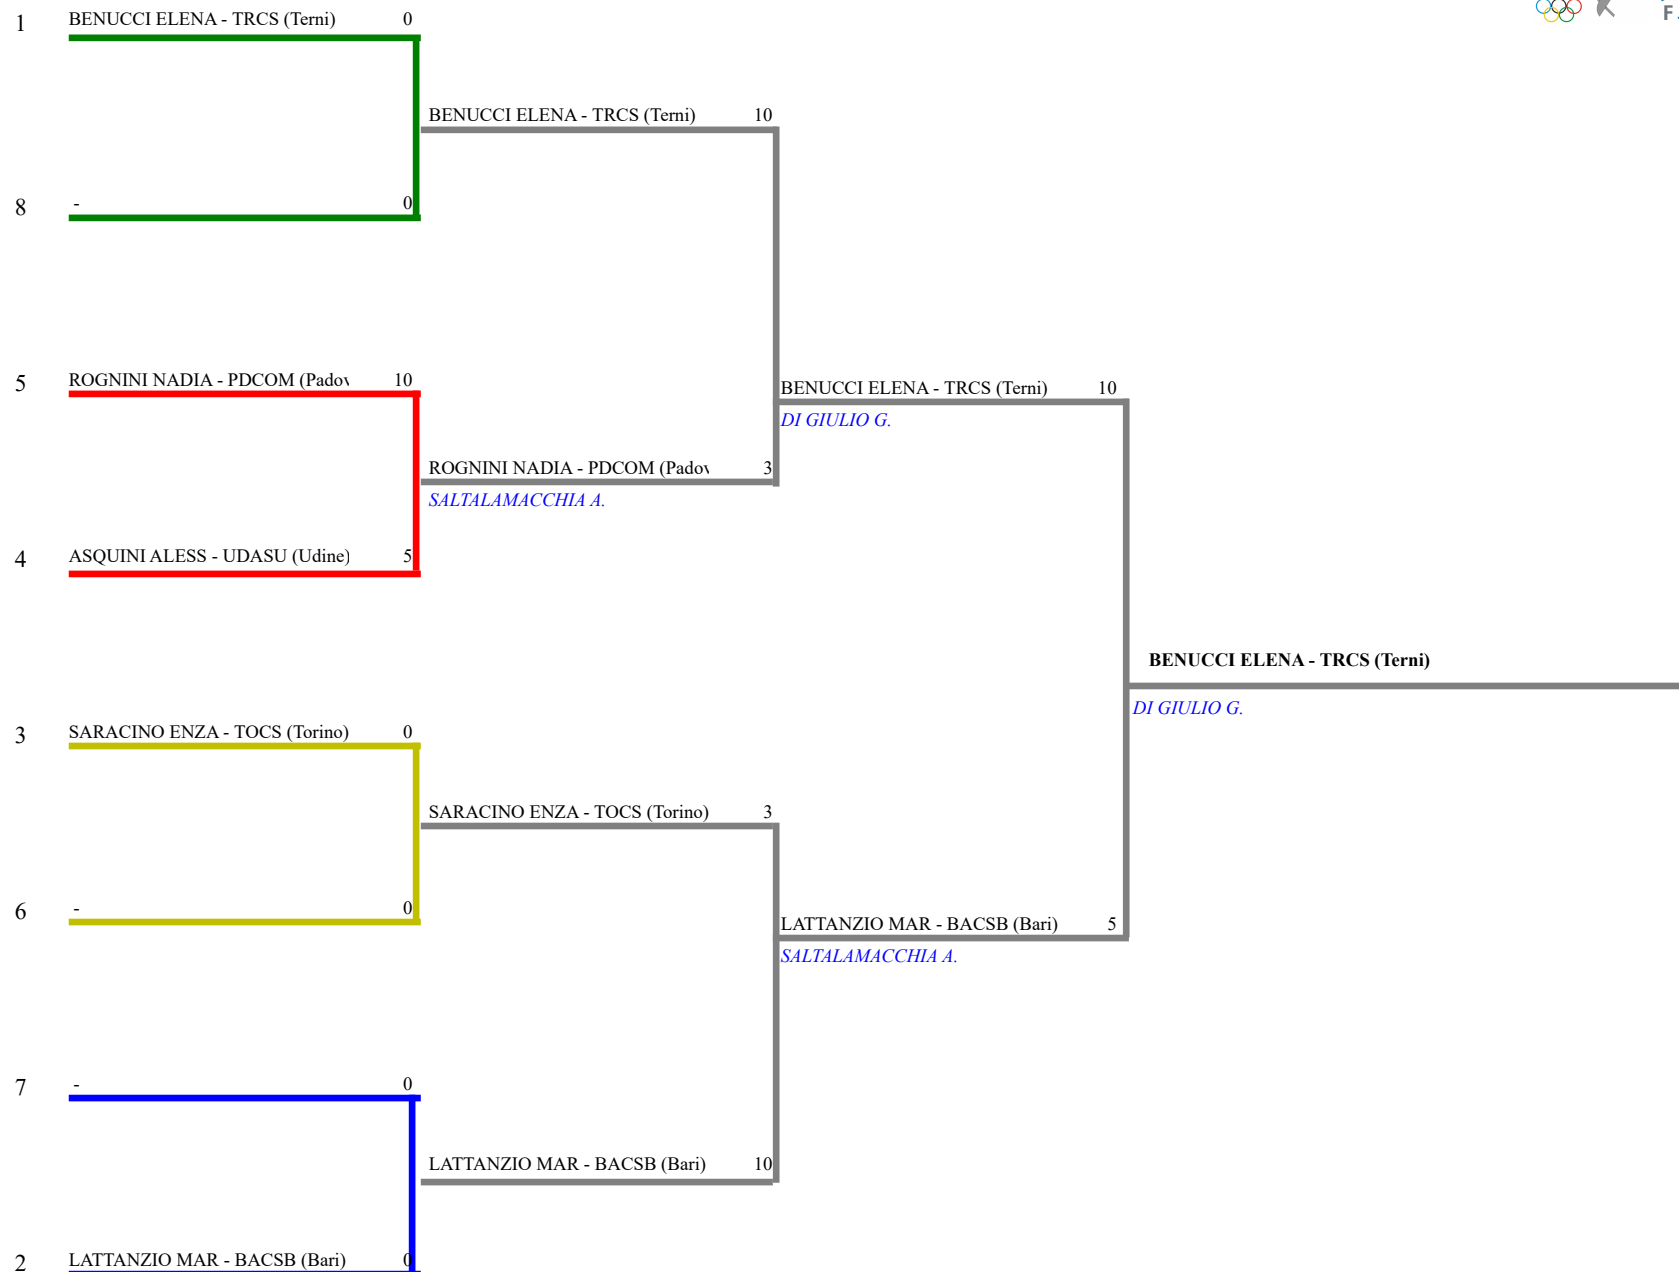 1 BENUCCI ELENA - TRCS (Terni) 0
F
BENUCCI ELENA - TRCS (Terni) 10
8 - 0
5 ROGNINI NADIA - PDCOM (Padov 10
BENUCCI ELENA - TRCS (Terni) 10
DI GIULIO G.
ROGNINI NADIA - PDCOM (Padov 3
SALTALAMACCHIA A.
4 ASQUINI ALESS - UDASU (Udine) 5
BENUCCI ELENA - TRCS (Terni)
DI GIULIO G.
3 SARACINO ENZA - TOCS (Torino) 0
SARACINO ENZA - TOCS (Torino) 3
6 - 0
LATTANZIO MAR - BACSB (Bari) 5
SALTALAMACCHIA A.
7 - 0
LATTANZIO MAR - BACSB (Bari) 10
2 LATTANZIO MAR - BACSB (Bari) 0